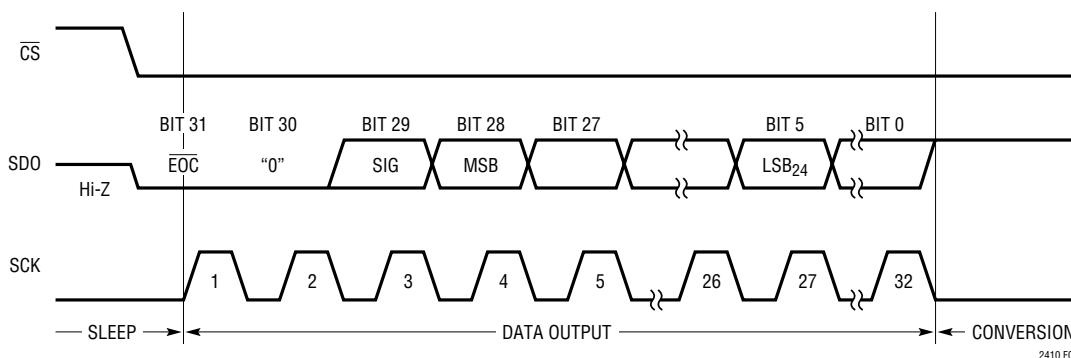 CS
BIT 31 BIT 30 BIT 29 BIT 28 BIT 27 BIT 5 BIT 0
SDO EOC “0” SIG MSB LSB24
Hi-Z
SCK 1 2 3 4 5 26 27 32
SLEEP DATA OUTPUT CONVERSION